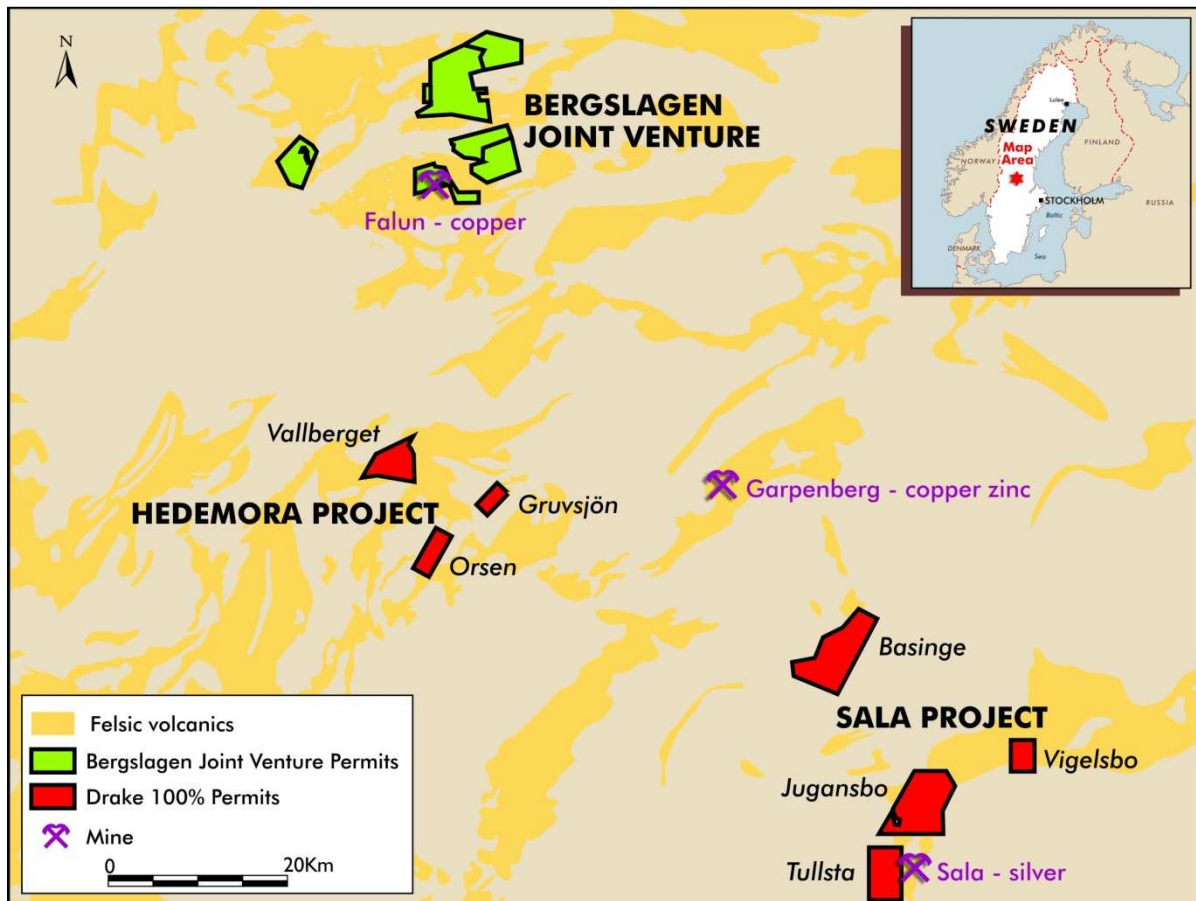 N
BERGSLAGEN
JOINT VENTURE
Falun - copper
Luleo
SWEDEN
FINLAND
NORWAY
Map
Area
STOCKHOLM
Baltic
RUSSIA
DENMARK
Sea
Vallberget
HEDEMORA PROJECT
Gruvsjön
Orsen
Garpenberg - copper zinc
Basinge
SALA PROJECT
Vigelsbo
Jugansbo
Tullsta
Sala - silver
Felsic volcanics
Bergslagen Joint Venture Permits
Drake 100% Permits
Mine
0
20Km